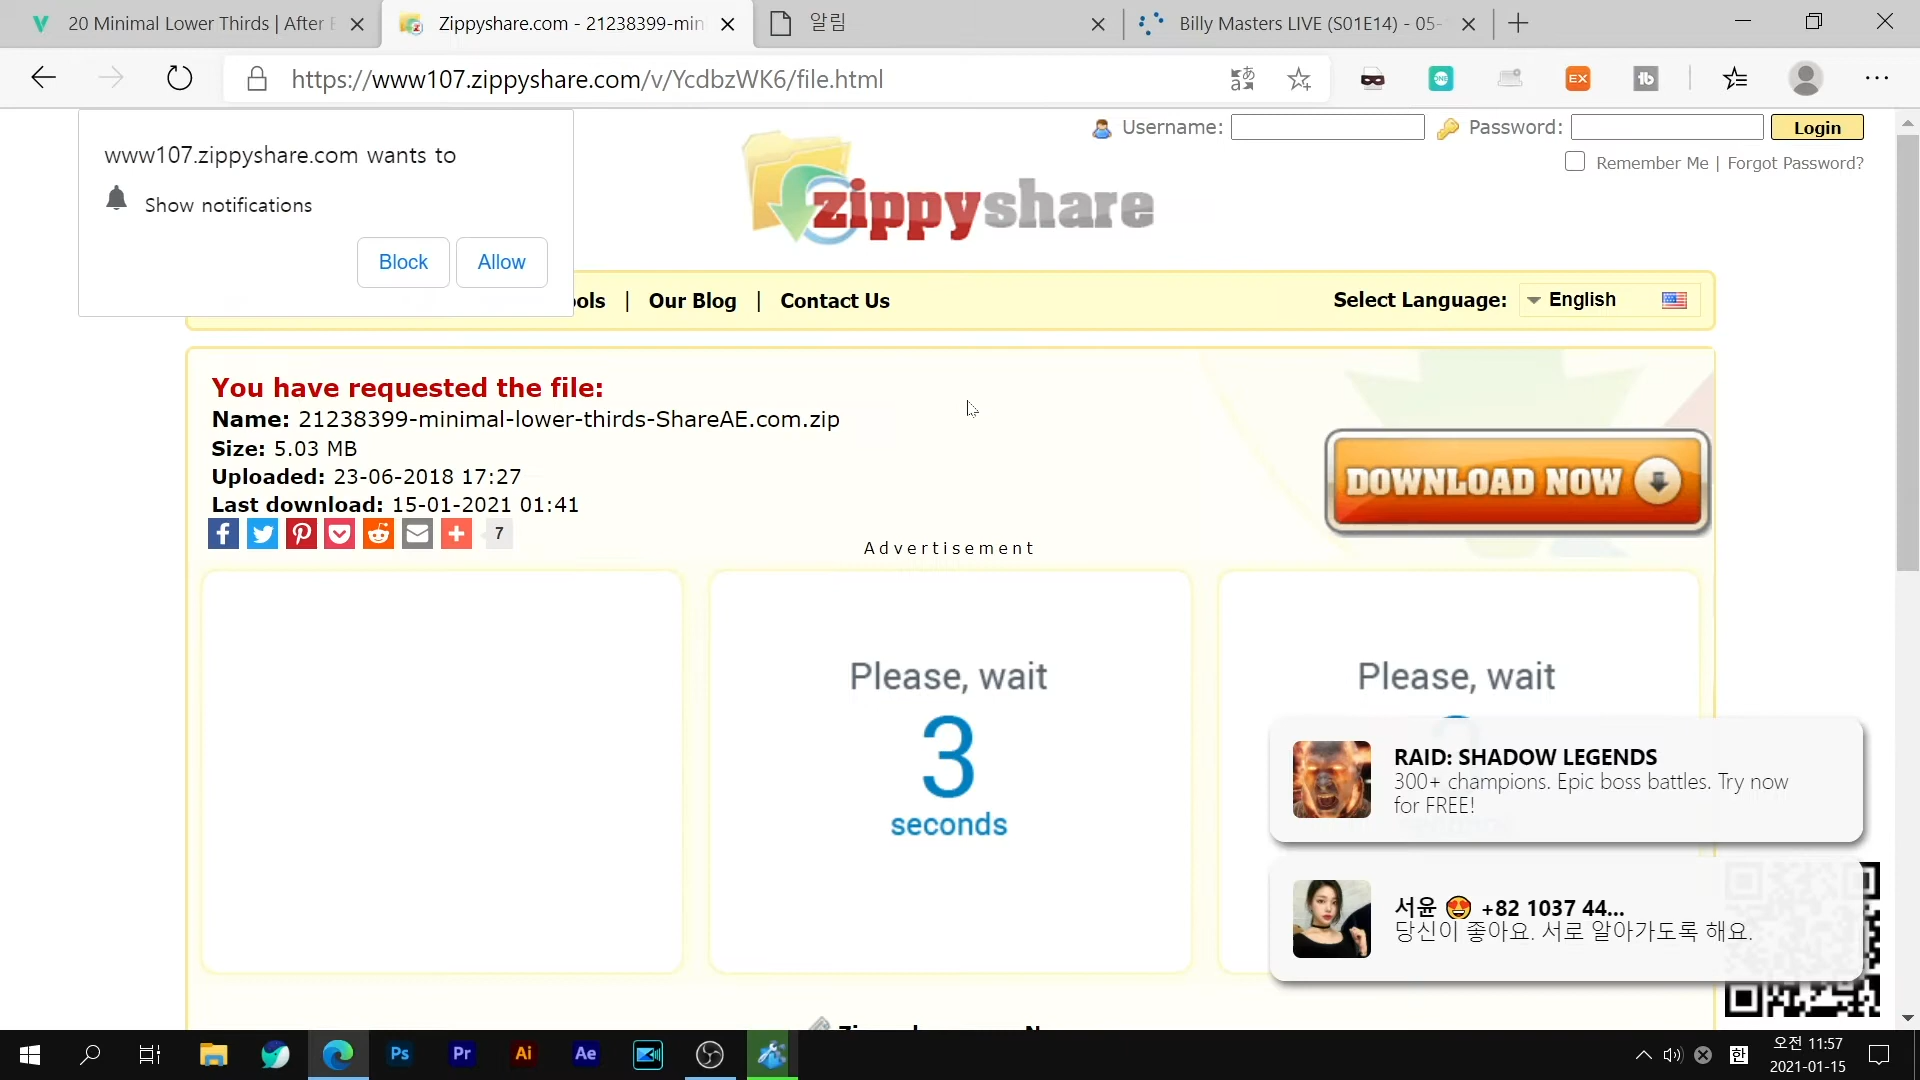 20 Minimal Lower Thirds | After
Zippyshare.com - 21238399-min
알림
Billy Masters LIVE (S01E14) - 05-
https://www107.zippyshare.com/v/YcdbzWK6/file.html
EX
www107.zippyshare.com wants to
Show notifications
Block
Allow
Username:
Password:
Login
Remember Me | Forgot Password?
zippyshare
ools | Our Blog | Contact Us
Select Language:
English
You have requested the file:
Name: 21238399-minimal-lower-thirds-ShareAE.com.zip
Size: 5.03 MB
Uploaded: 23-06-2018 17:27
Last download: 15-01-2021 01:41
7
DOWNLOAD NOW
Advertisement
Please, wait
3
seconds
Please, wait
RAID: SHADOW LEGENDS
300+ champions. Epic boss battles. Try now
for FREE!
서윤 😍 +82 1037 44...
당신이 좋아요. 서로 알아가도록 해요.
Ps
Pr
Ai
Ae
한
오전 11:57
2021-01-15